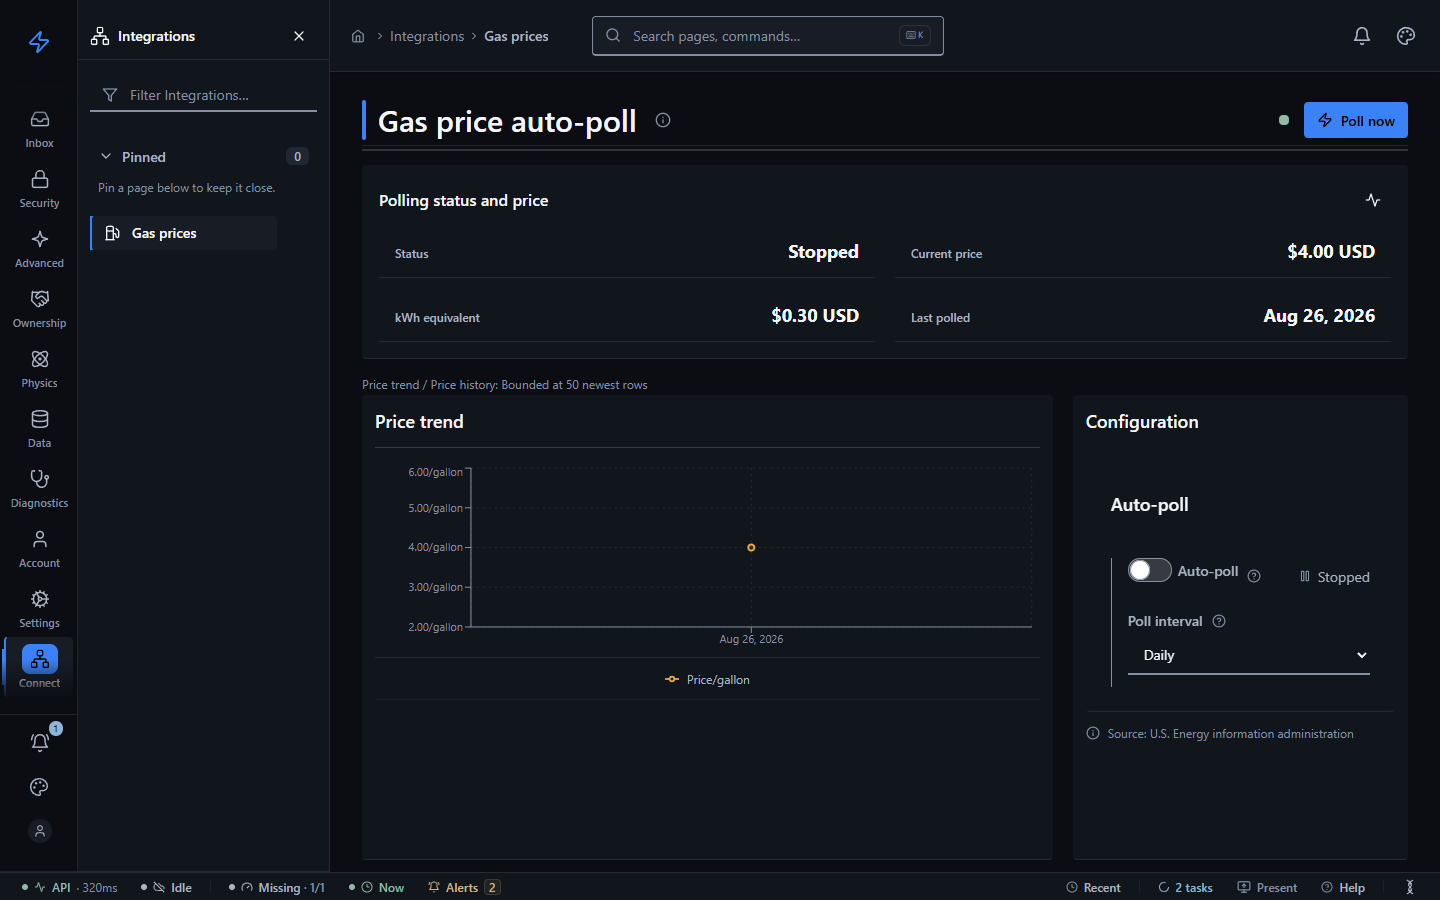 Integrations
Integrations
Gas prices
Search pages, commands...
K
Filter Integrations...
Inbox
Security
Advanced
Ownership
Physics
Data
Diagnostics
Account
Settings
Connect
1
Pinned
0
Pin a page below to keep it close.
Gas prices
Gas price auto-poll
Poll now
Polling status and price
Status
Stopped
Current price
$4.00 USD
kWh equivalent
$0.30 USD
Last polled
Aug 26, 2026
Price trend / Price history: Bounded at 50 newest rows
Price trend
6.00/gallon
5.00/gallon
4.00/gallon
3.00/gallon
2.00/gallon
Aug 26, 2026
Price/gallon
Configuration
Auto-poll
Auto-poll
Stopped
Poll interval
Daily
Source: U.S. Energy information administration
API · 320ms
Idle
Missing · 1/1
Now
Alerts 2
Recent
2 tasks
Present
Help